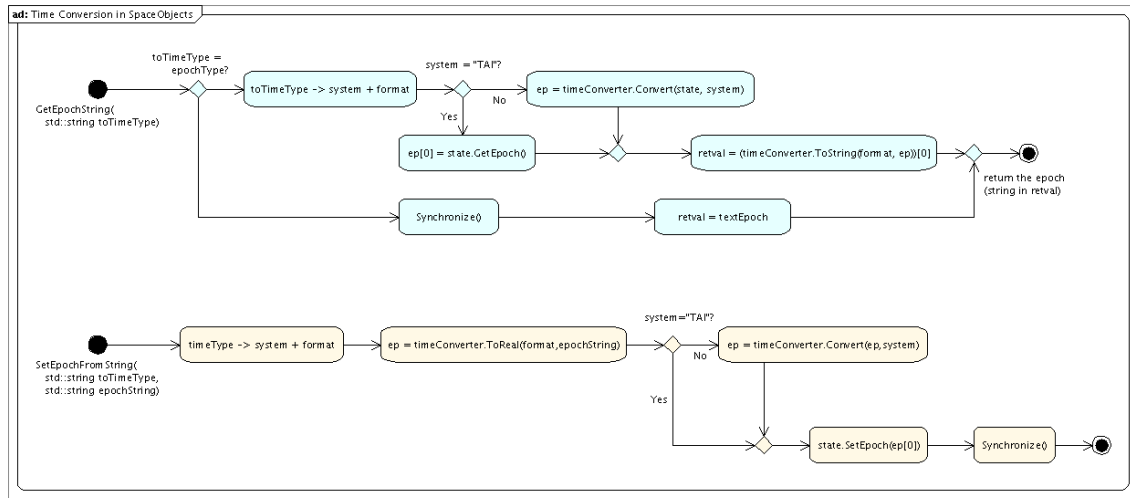 ad: Time Conversion in SpaceObjects
toTimeType =
epochType?
GetEpochString(
std::string toTimeType)
toTimeType -> system + format
system = "TAI"?
No
Yes
ep = timeConverter.Convert(state, system)
ep[0] = state.GetEpoch()
retval = (timeConverter.ToString(format, ep))[0]
return the epoch
(string in retval)
Synchronize()
retval = textEpoch
SetEpochFromString(
std::string toTimeType,
std::string epochString)
timeType -> system + format
ep = timeConverter.ToReal(format,epochString)
system="TAI"?
No
Yes
ep = timeConverter.Convert(ep,system)
state.SetEpoch(ep[0])
Synchronize()